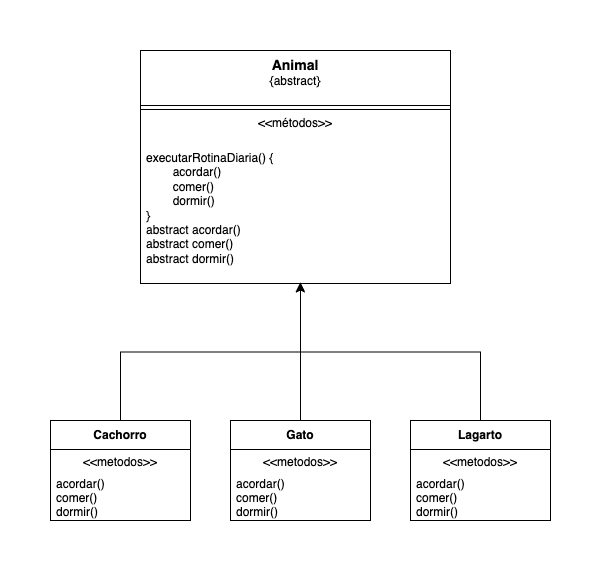 Animal
{abstract}
<<métodos>>
executarRotinaDiaria() {
acordar()
comer()
dormir()
}
abstract acordar()
abstract comer()
abstract dormir()
Cachorro
<<metodos>>
acordar()
comer()
dormir()
Gato
<<metodos>>
acordar()
comer()
dormir()
Lagarto
<<metodos>>
acordar()
comer()
dormir()